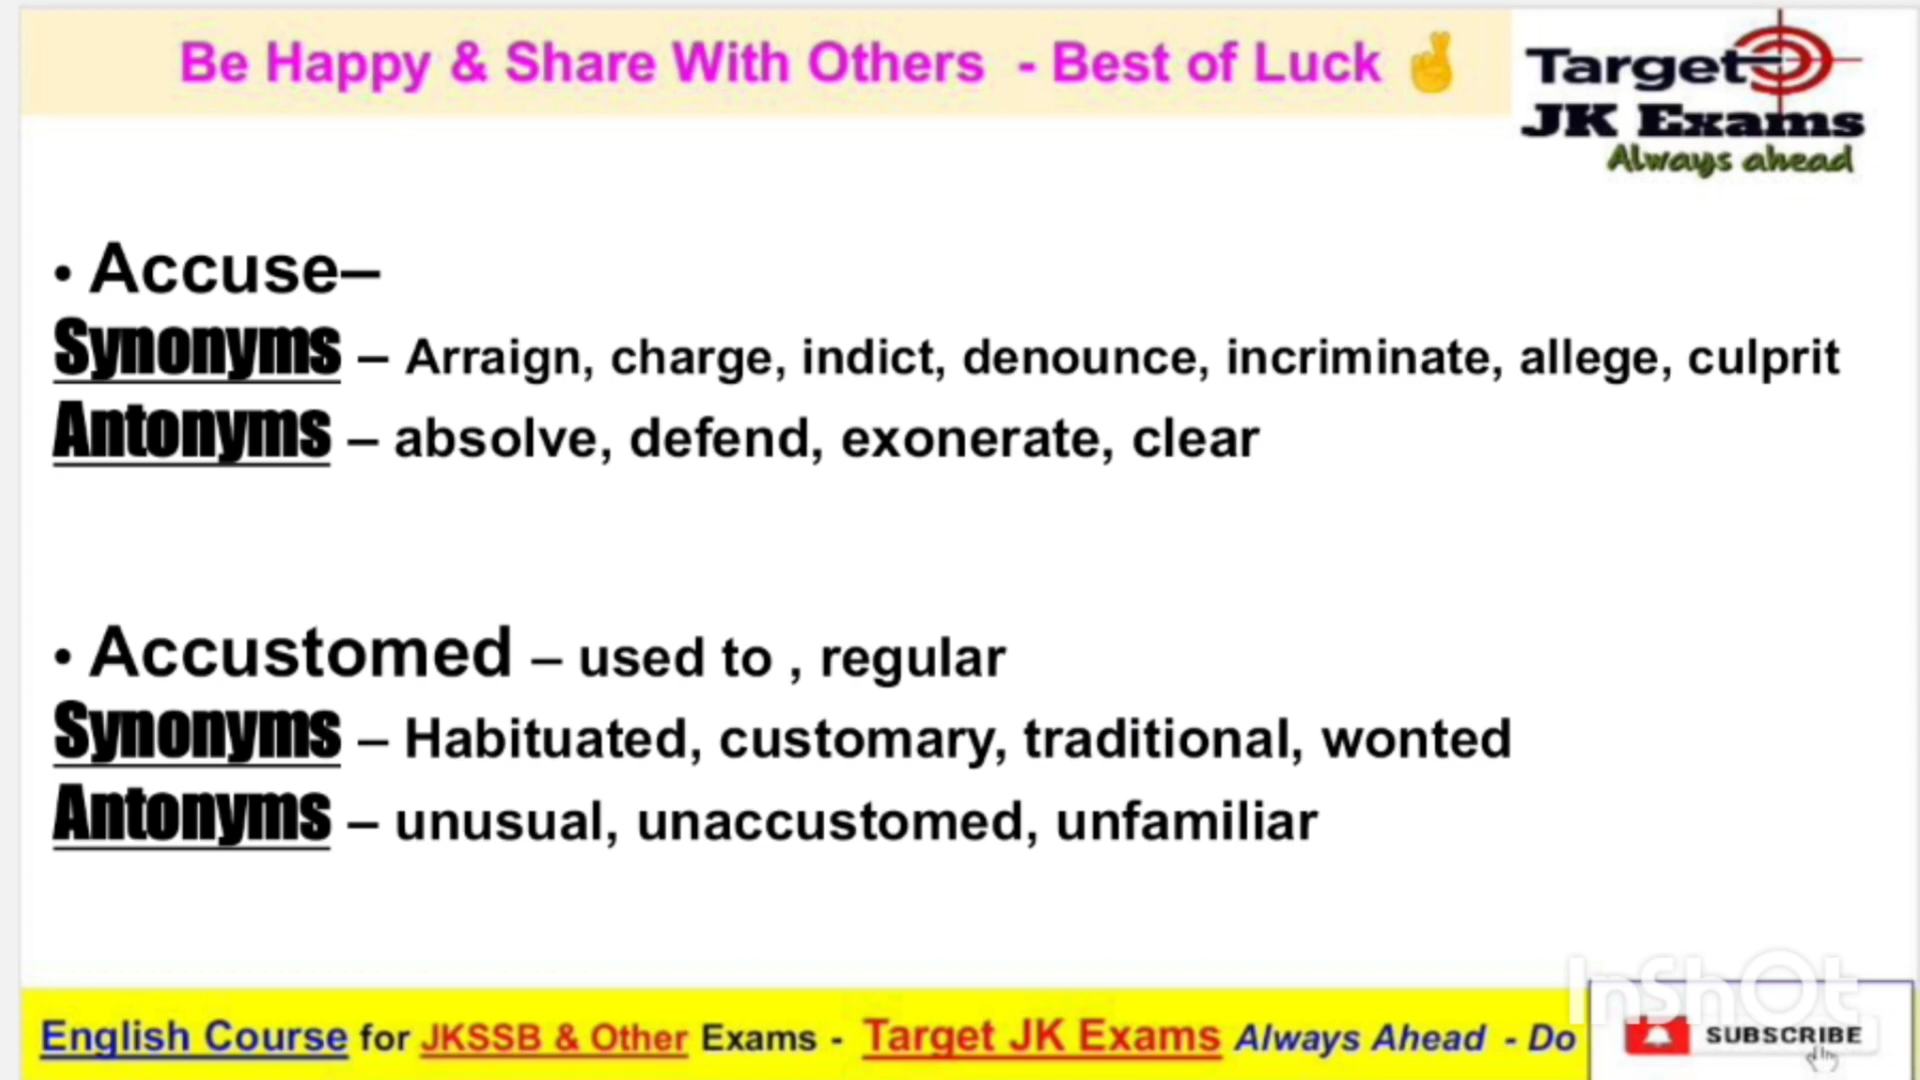 Be Happy & Share With Others - Best of Luck 🤞
Target
JK Exams
Always ahead
• Accuse–
Synonyms – Arraign, charge, indict, denounce, incriminate, allege, culprit
Antonyms – absolve, defend, exonerate, clear
• Accustomed – used to , regular
Synonyms – Habituated, customary, traditional, wonted
Antonyms – unusual, unaccustomed, unfamiliar
InShOt
English Course for JKSSB & Other Exams - Target JK Exams Always Ahead - Do
SUBSCRIBE